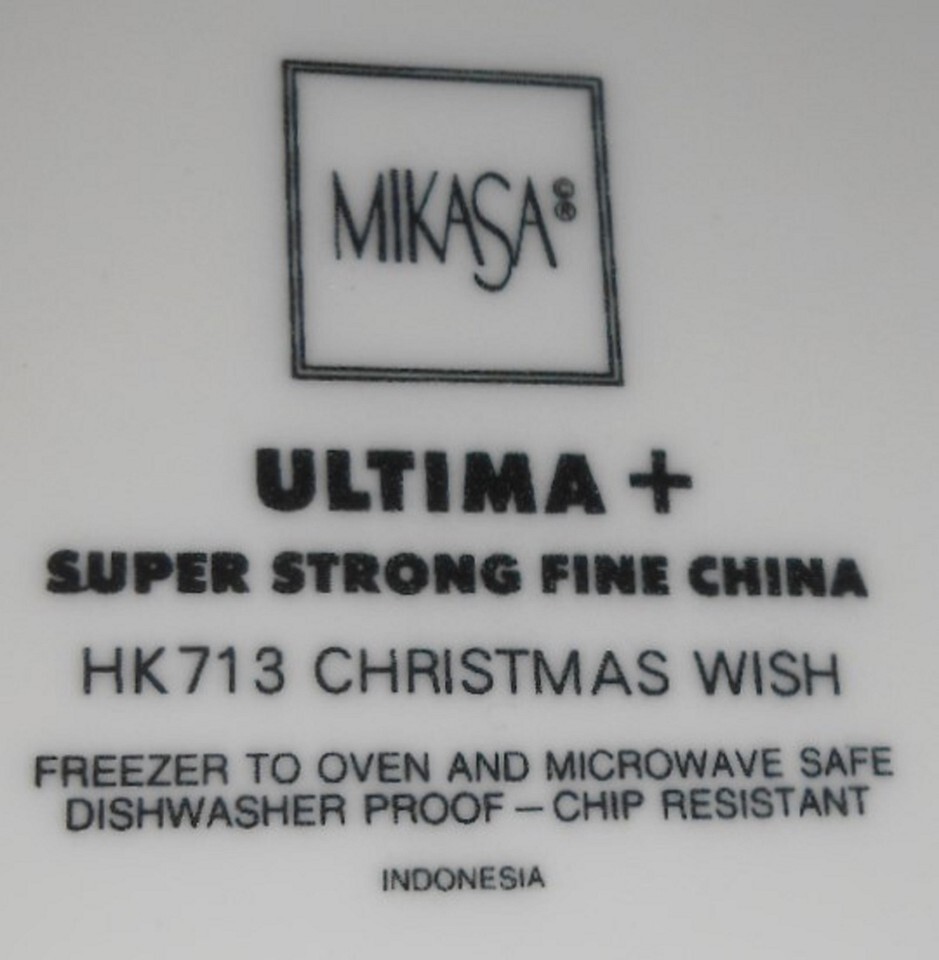 MIKASA©®
ULTIMA +
SUPER STRONG FINE CHINA
HK713 CHRISTMAS WISH
FREEZER TO OVEN AND MICROWAVE SAFE
DISHWASHER PROOF – CHIP RESISTANT
INDONESIA